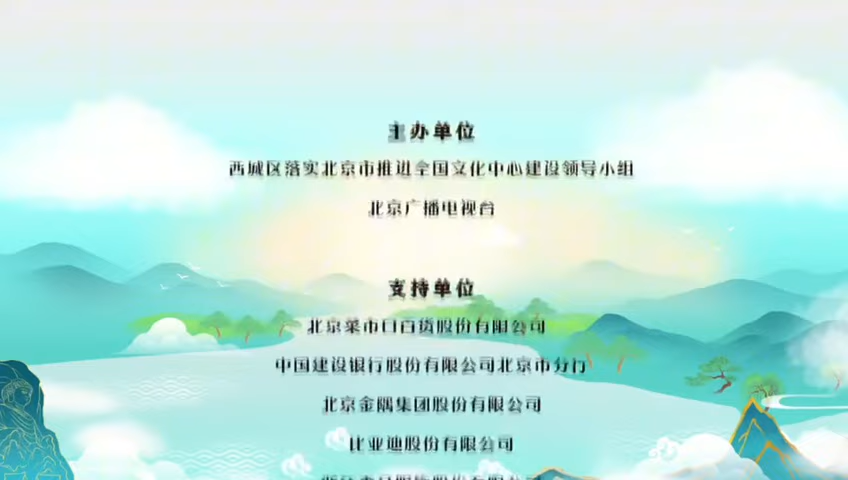 主办单位
西城区落实北京市推进全国文化中心建设领导小组
北京广播电视台
支持单位
北京菜市口百货股份有限公司
中国建设银行股份有限公司北京市分行
北京金隅集团股份有限公司
比亚迪股份有限公司